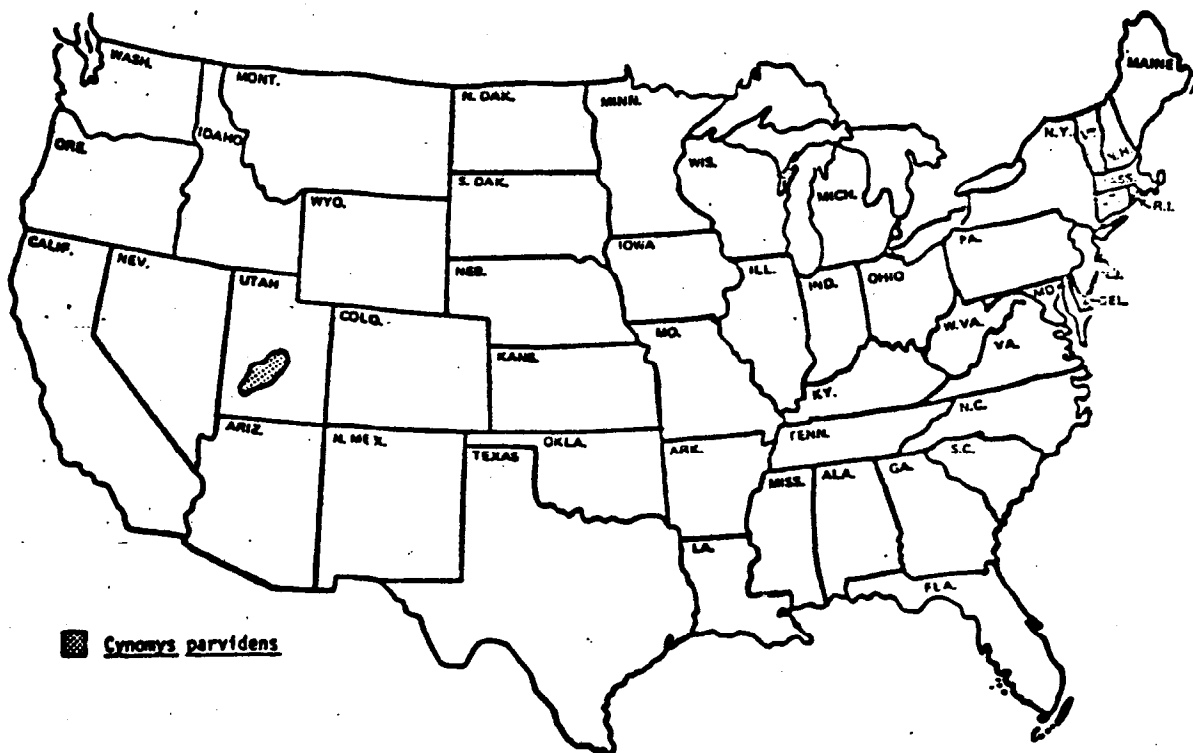 WASH.
MONT.
N. DAK.
MINN.
MAINE
ORE.
IDAHO
WIS.
N.Y.
VT.
N.H.
S. DAK.
MICH.
WYO.
R.I.
CALIF.
NEV.
UTAH
NEB.
IOWA
ILL.
IND.
OHIO
PA.
MD.
COLO.
KANS.
MO.
W.VA.
VA.
KY.
ARIZ.
N. MEX.
TEXAS
OKLA.
ARK.
TENN.
N.C.
S.C.
MISS.
ALA.
GA.
LA.
FLA.
Cynomys parvidens